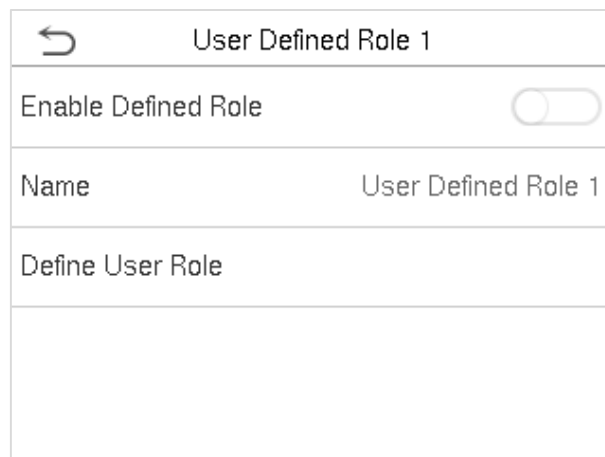 User Defined Role 1
Enable Defined Role
Name User Defined Role 1
Define User Role